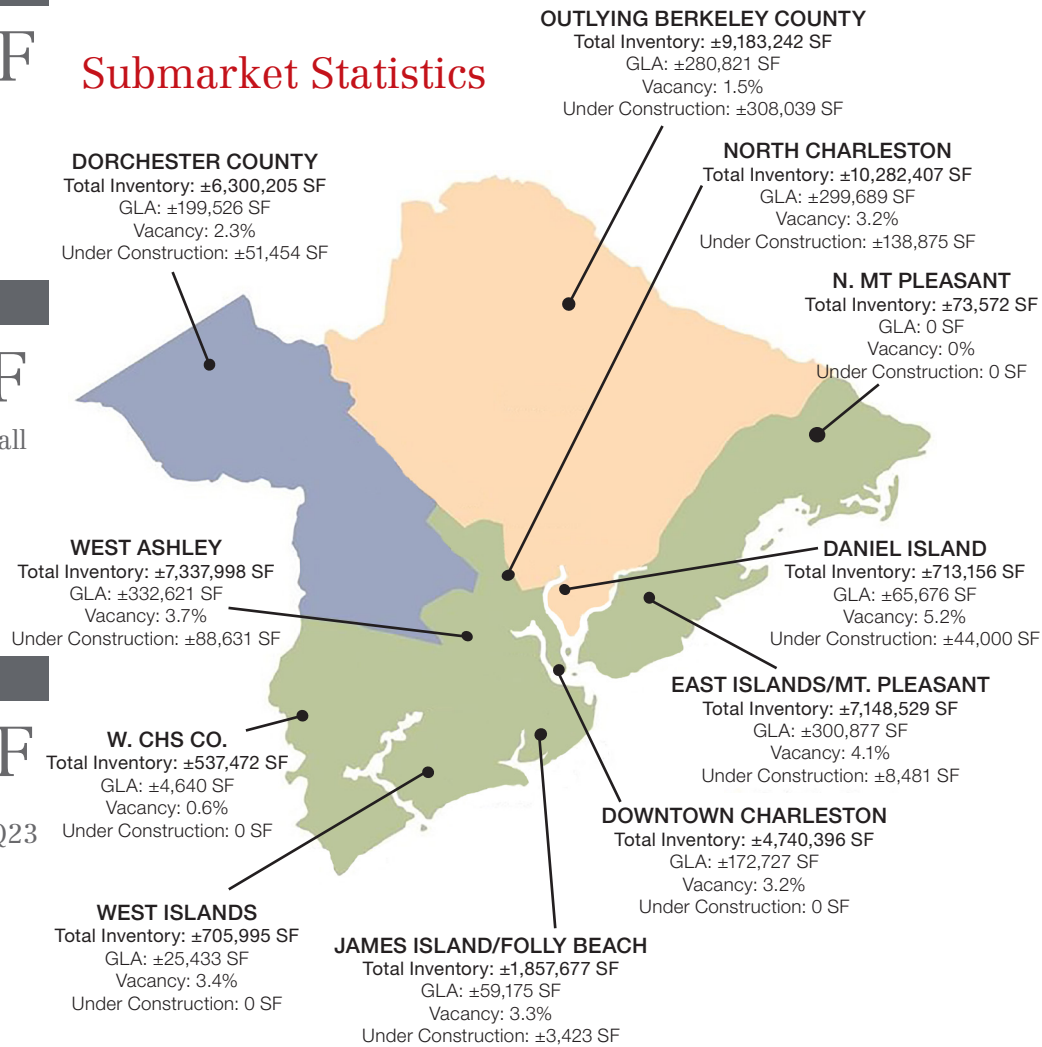 F
Submarket Statistics
OUTLYING BERKELEY COUNTY
Total Inventory: ±9,183,242 SF
GLA: ±280,821 SF
Vacancy: 1.5%
Under Construction: ±308,039 SF
DORCHESTER COUNTY
Total Inventory: ±6,300,205 SF
GLA: ±199,526 SF
Vacancy: 2.3%
Under Construction: ±51,454 SF
NORTH CHARLESTON
Total Inventory: ±10,282,407 SF
GLA: ±299,689 SF
Vacancy: 3.2%
Under Construction: ±138,875 SF
N. MT PLEASANT
Total Inventory: ±73,572 SF
GLA: 0 SF
Vacancy: 0%
Under Construction: 0 SF
F
all
WEST ASHLEY
Total Inventory: ±7,337,998 SF
GLA: ±332,621 SF
Vacancy: 3.7%
Under Construction: ±88,631 SF
DANIEL ISLAND
Total Inventory: ±713,156 SF
GLA: ±65,676 SF
Vacancy: 5.2%
Under Construction: ±44,000 SF
EAST ISLANDS/MT. PLEASANT
Total Inventory: ±7,148,529 SF
GLA: ±300,877 SF
Vacancy: 4.1%
Under Construction: ±8,481 SF
F
Q23
W. CHS CO.
Total Inventory: ±537,472 SF
GLA: ±4,640 SF
Vacancy: 0.6%
Under Construction: 0 SF
DOWNTOWN CHARLESTON
Total Inventory: ±4,740,396 SF
GLA: ±172,727 SF
Vacancy: 3.2%
Under Construction: 0 SF
WEST ISLANDS
Total Inventory: ±705,995 SF
GLA: ±25,433 SF
Vacancy: 3.4%
Under Construction: 0 SF
JAMES ISLAND/FOLLY BEACH
Total Inventory: ±1,857,677 SF
GLA: ±59,175 SF
Vacancy: 3.3%
Under Construction: ±3,423 SF